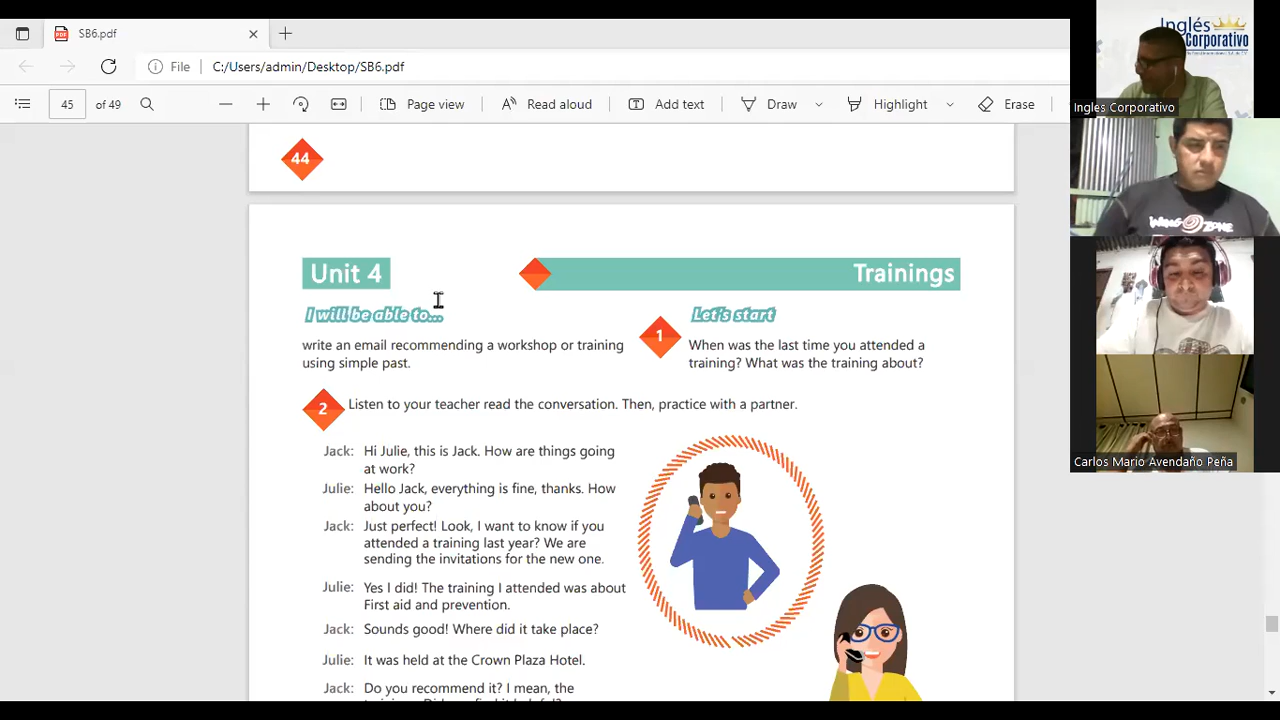 SB6.pdf
File
C:/Users/admin/Desktop/SB6.pdf
45 of 49
Page view
Read aloud
Add text
Draw
Highlight
Erase
44
Unit 4
Trainings
I will be able to...
write an email recommending a workshop or training
using simple past.
Let's start
1
When was the last time you attended a
training? What was the training about?
2
Listen to your teacher read the conversation. Then, practice with a partner.
Jack: Hi Julie, this is Jack. How are things going
at work?
Julie: Hello Jack, everything is fine, thanks. How
about you?
Jack: Just perfect! Look, I want to know if you
attended a training last year? We are
sending the invitations for the new one.
Julie: Yes I did! The training I attended was about
First aid and prevention.
Jack: Sounds good! Where did it take place?
Julie: It was held at the Crown Plaza Hotel.
Jack: Do you recommend it? I mean, the
Inglés
Corporativo
Ingles Corporativo
WINGS ZONE
Carlos Mario Avendaño Peña